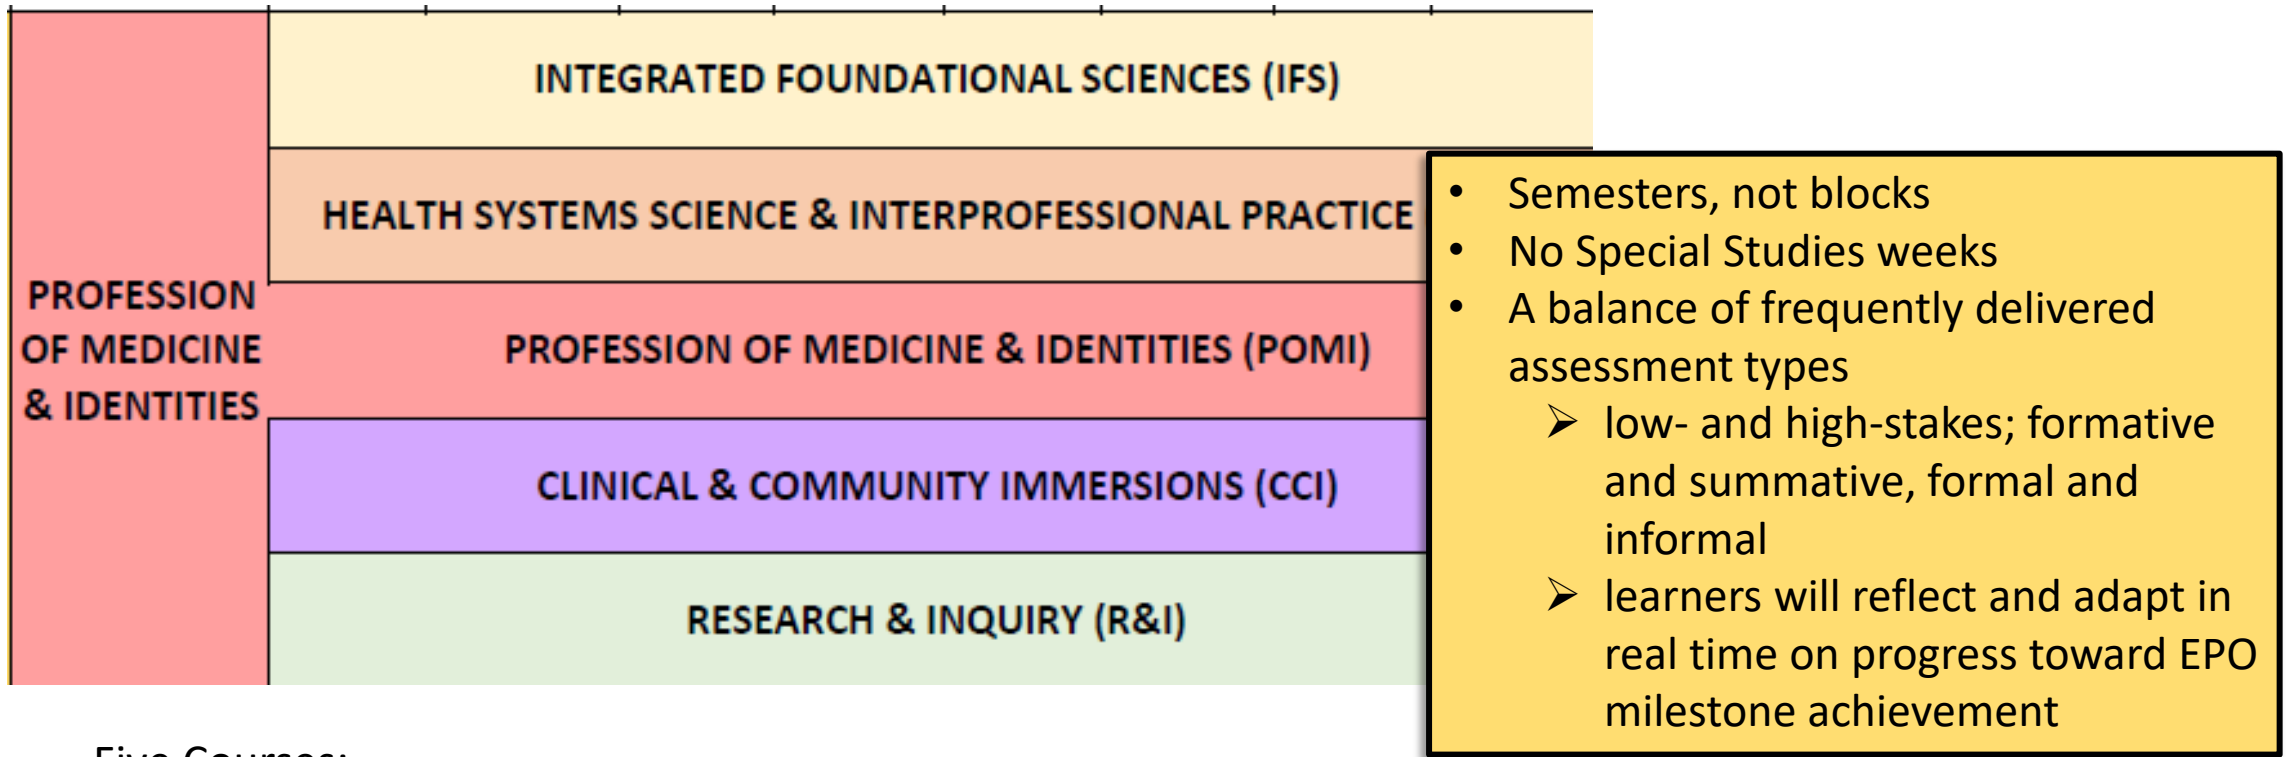 PROFESSION
OF MEDICINE
& IDENTITIES
INTEGRATED FOUNDATIONAL SCIENCES (IFS)
HEALTH SYSTEMS SCIENCE & INTERPROFESSIONAL PRACTICE
PROFESSION OF MEDICINE & IDENTITIES (POMI)
CLINICAL & COMMUNITY IMMERSIONS (CCI)
RESEARCH & INQUIRY (R&I)
• Semesters, not blocks
• No Special Studies weeks
• A balance of frequently delivered
assessment types
➢ low- and high-stakes; formative
and summative, formal and
informal
➢ learners will reflect and adapt in
real time on progress toward EPO
milestone achievement
Five Courses: